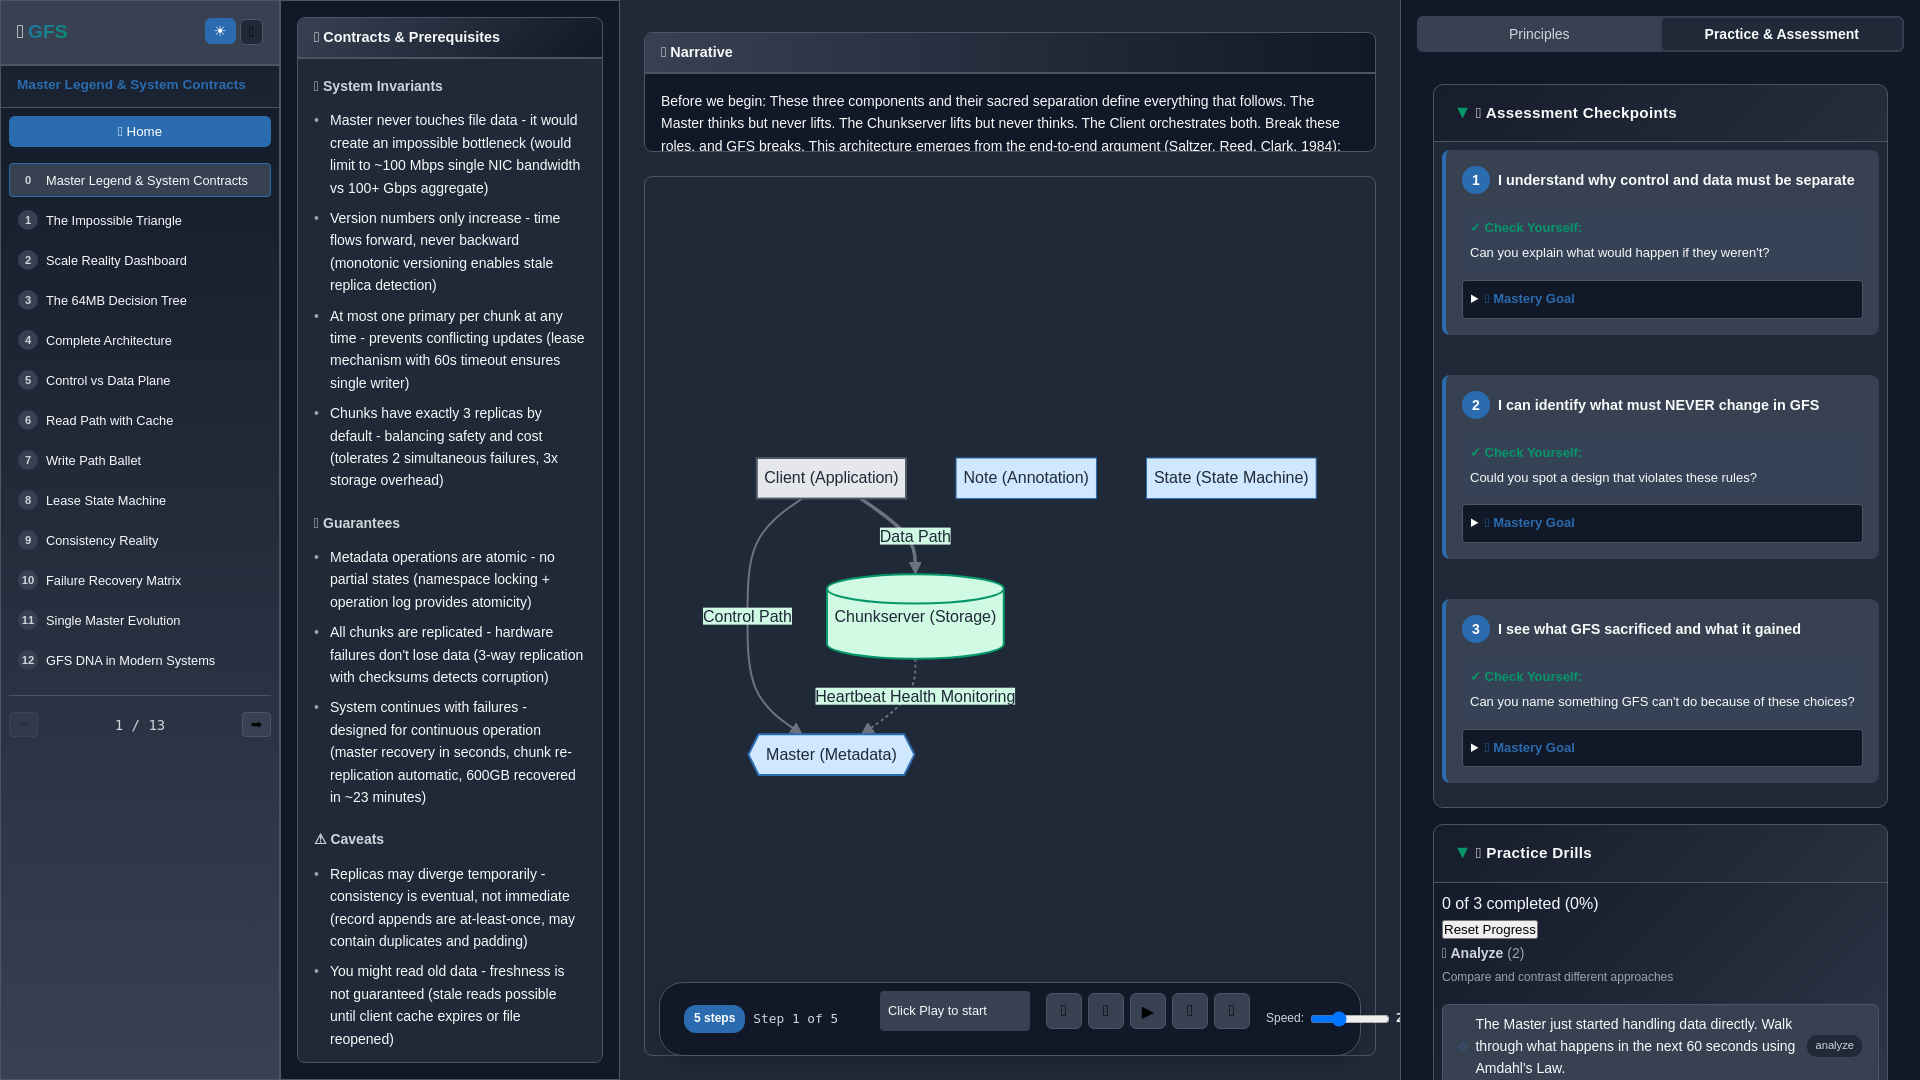 GFS
Master Legend & System Contracts
Home
0 Master Legend & System Contracts
1 The Impossible Triangle
2 Scale Reality Dashboard
3 The 64MB Decision Tree
4 Complete Architecture
5 Control vs Data Plane
6 Read Path with Cache
7 Write Path Ballet
8 Lease State Machine
9 Consistency Reality
10 Failure Recovery Matrix
11 Single Master Evolution
12 GFS DNA in Modern Systems
1 / 13
Contracts & Prerequisites
System Invariants
• Master never touches file data - it would
create an impossible bottleneck (would
limit to ~100 Mbps single NIC bandwidth
vs 100+ Gbps aggregate)
• Version numbers only increase - time
flows forward, never backward
(monotonic versioning enables stale
replica detection)
• At most one primary per chunk at any
time - prevents conflicting updates (lease
mechanism with 60s timeout ensures
single writer)
• Chunks have exactly 3 replicas by
default - balancing safety and cost
(tolerates 2 simultaneous failures, 3x
storage overhead)
Guarantees
• Metadata operations are atomic - no
partial states (namespace locking +
operation log provides atomicity)
• All chunks are replicated - hardware
failures don't lose data (3-way replication
with checksums detects corruption)
• System continues with failures -
designed for continuous operation
(master recovery in seconds, chunk re-
replication automatic, 600GB recovered
in ~23 minutes)
⚠ Caveats
• Replicas may diverge temporarily -
consistency is eventual, not immediate
(record appends are at-least-once, may
contain duplicates and padding)
• You might read old data - freshness is
not guaranteed (stale reads possible
until client cache expires or file
reopened)
Narrative
Before we begin: These three components and their sacred separation define everything that follows. The
Master thinks but never lifts. The Chunkserver lifts but never thinks. The Client orchestrates both. Break these
roles, and GFS breaks. This architecture emerges from the end-to-end argument (Saltzer, Reed, Clark, 1984):
Client (Application)
Note (Annotation)
State (State Machine)
Data Path
Control Path
Chunkserver (Storage)
Heartbeat Health Monitoring
Master (Metadata)
5 steps
Step 1 of 5
Click Play to start
Speed:
Principles
Practice & Assessment
▼ Assessment Checkpoints
1 I understand why control and data must be separate
✓ Check Yourself:
Can you explain what would happen if they weren't?
▶ Mastery Goal
2 I can identify what must NEVER change in GFS
✓ Check Yourself:
Could you spot a design that violates these rules?
▶ Mastery Goal
3 I see what GFS sacrificed and what it gained
✓ Check Yourself:
Can you name something GFS can't do because of these choices?
▶ Mastery Goal
▼ Practice Drills
0 of 3 completed (0%)
Reset Progress
Analyze (2)
Compare and contrast different approaches
The Master just started handling data directly. Walk
through what happens in the next 60 seconds using
Amdahl's Law.
analyze